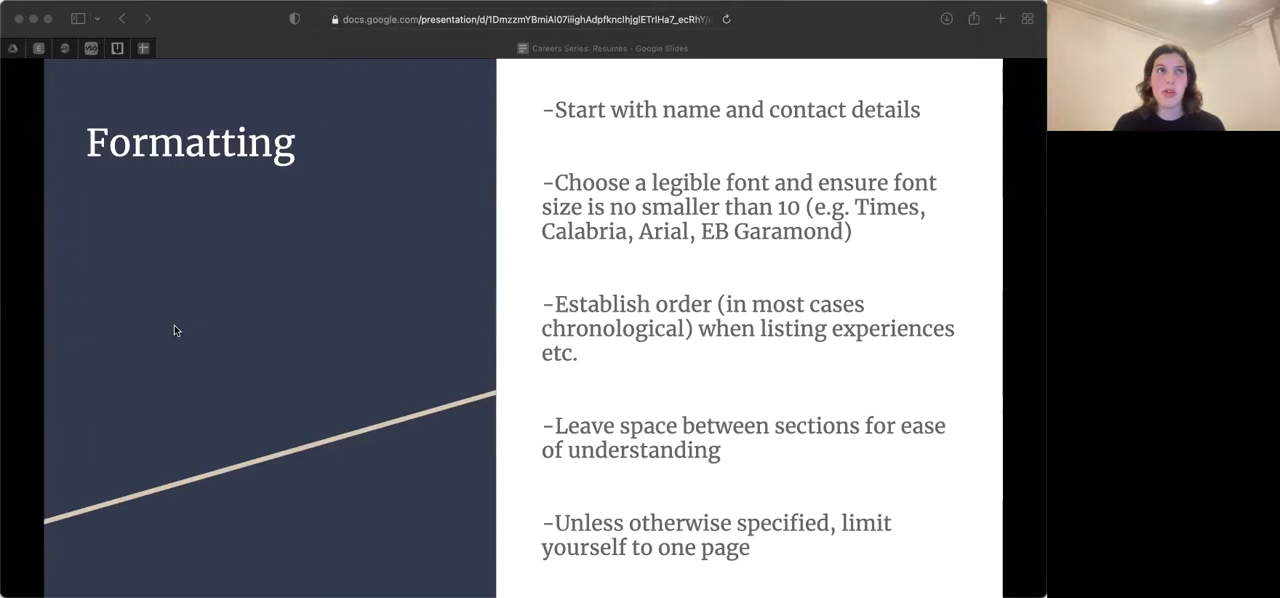 docs.google.com/presentation/d/1DmzzmYBmiAl07iiighAdpfkncIhjglETrlHa7_ecRhY/
E
VSO
U
Careers Series: Resumes - Google Slides
Formatting
-Start with name and contact details
-Choose a legible font and ensure font
size is no smaller than 10 (e.g. Times,
Calabria, Arial, EB Garamond)
-Establish order (in most cases
chronological) when listing experiences
etc.
-Leave space between sections for ease
of understanding
-Unless otherwise specified, limit
yourself to one page